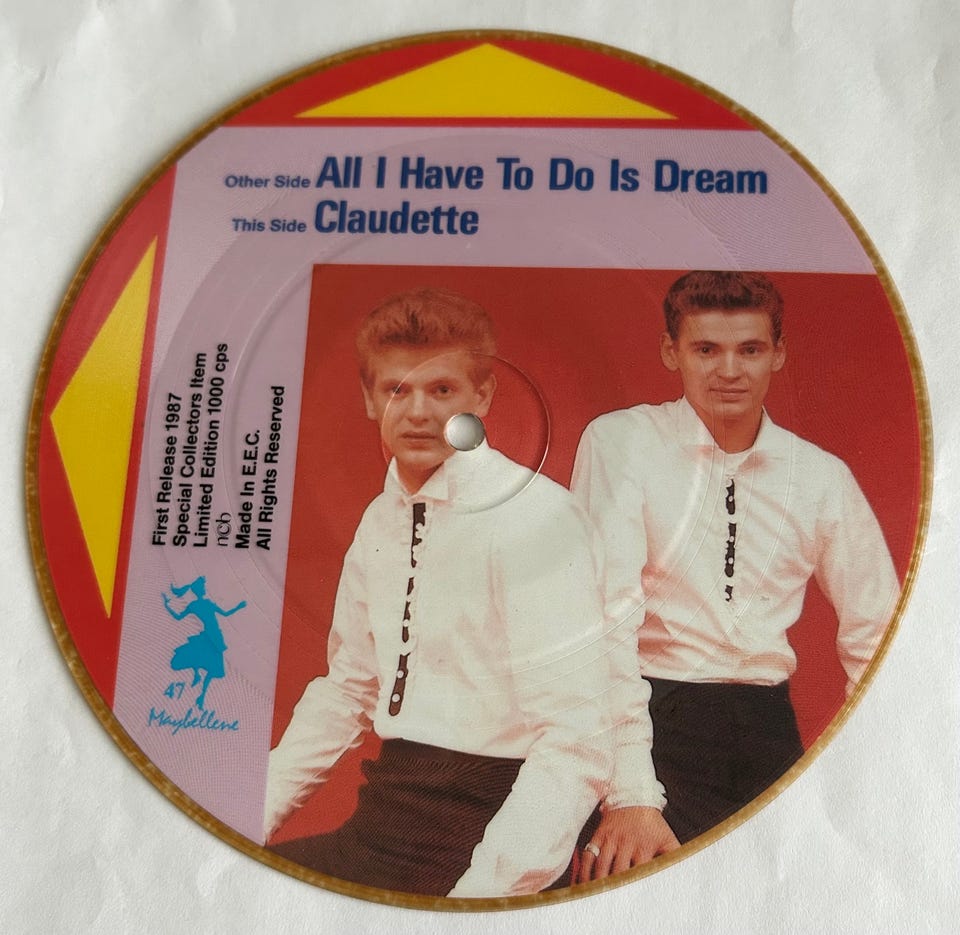 Other Side All I Have To Do Is Dream
This Side Claudette
First Release 1987
Special Collectors Item
Limited Edition 1000 cps
ncb
Made In E.E.C.
All Rights Reserved
47
Maybellene